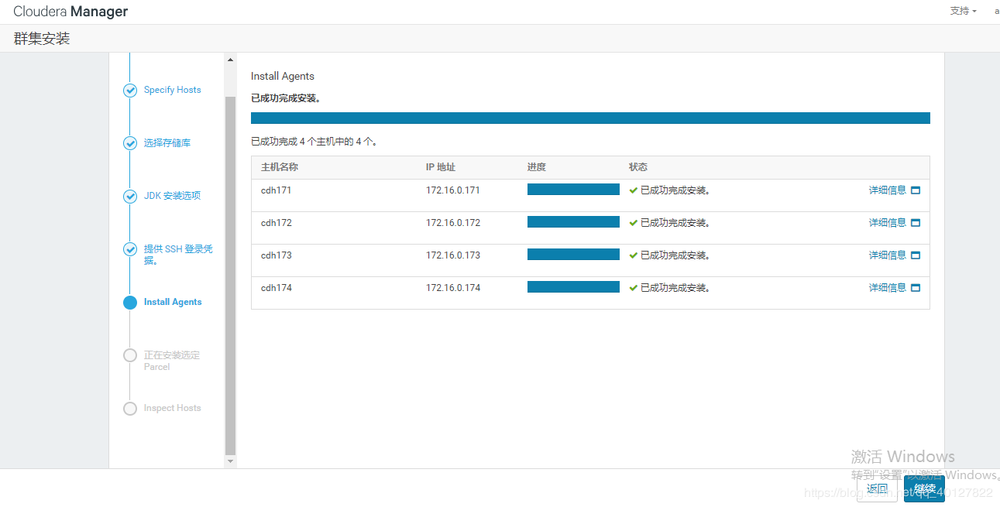 Cloudera Manager
支持
a
群集安装
Specify Hosts
选择存储库
JDK 安装选项
提供 SSH 登录凭
据。
Install Agents
正在安装选定
Parcel
Inspect Hosts
Install Agents
已成功完成安装。
已成功完成 4 个主机中的 4 个。
主机名称 IP 地址 进度 状态
cdh171 172.16.0.171 已成功完成安装。 详细信息
cdh172 172.16.0.172 已成功完成安装。 详细信息
cdh173 172.16.0.173 已成功完成安装。 详细信息
cdh174 172.16.0.174 已成功完成安装。 详细信息
激活 Windows
转到“设置”以激活 Windows。
返回 继续
https://blog.csdn.net/qq_40127822